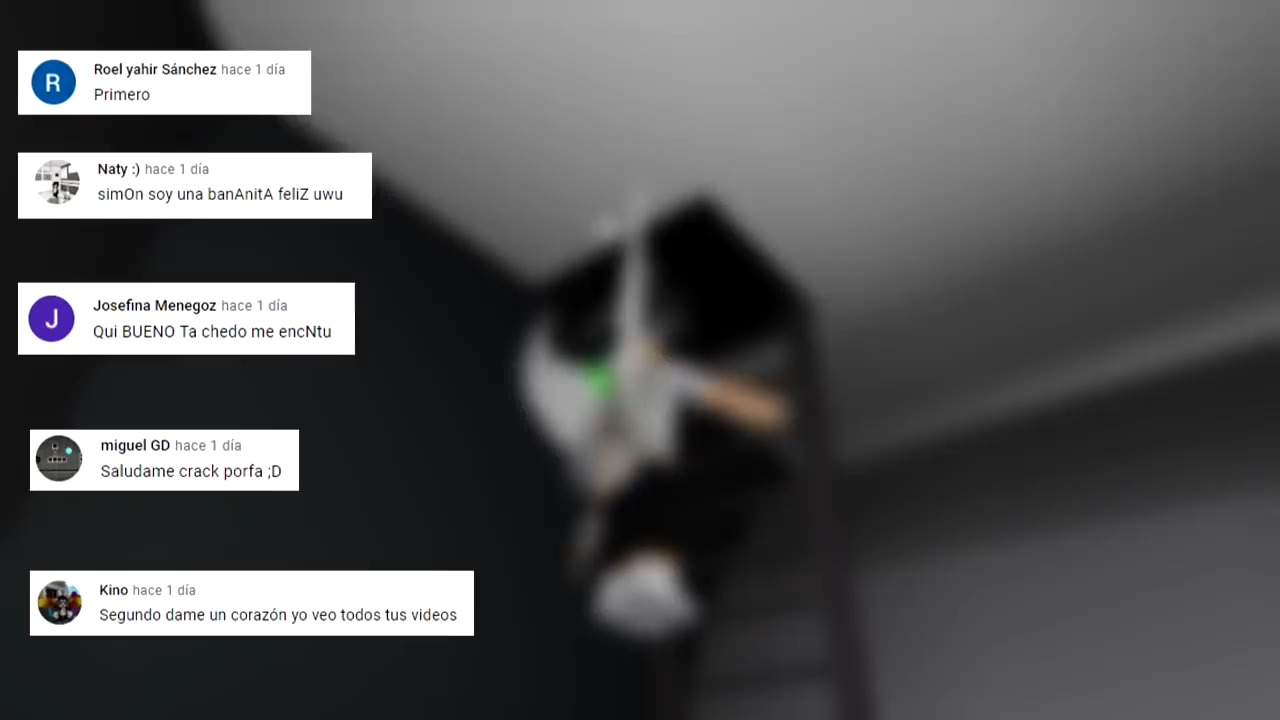 R
Roel yahir Sánchez hace 1 día
Primero
Naty :) hace 1 día
simOn soy una banAnitA feliZ uwu
J
Josefina Menegoz hace 1 día
Qui BUENO Ta chedo me encNtu
miguel GD hace 1 día
Saludame crack porfa ;D
Kino hace 1 día
Segundo dame un corazón yo veo todos tus videos